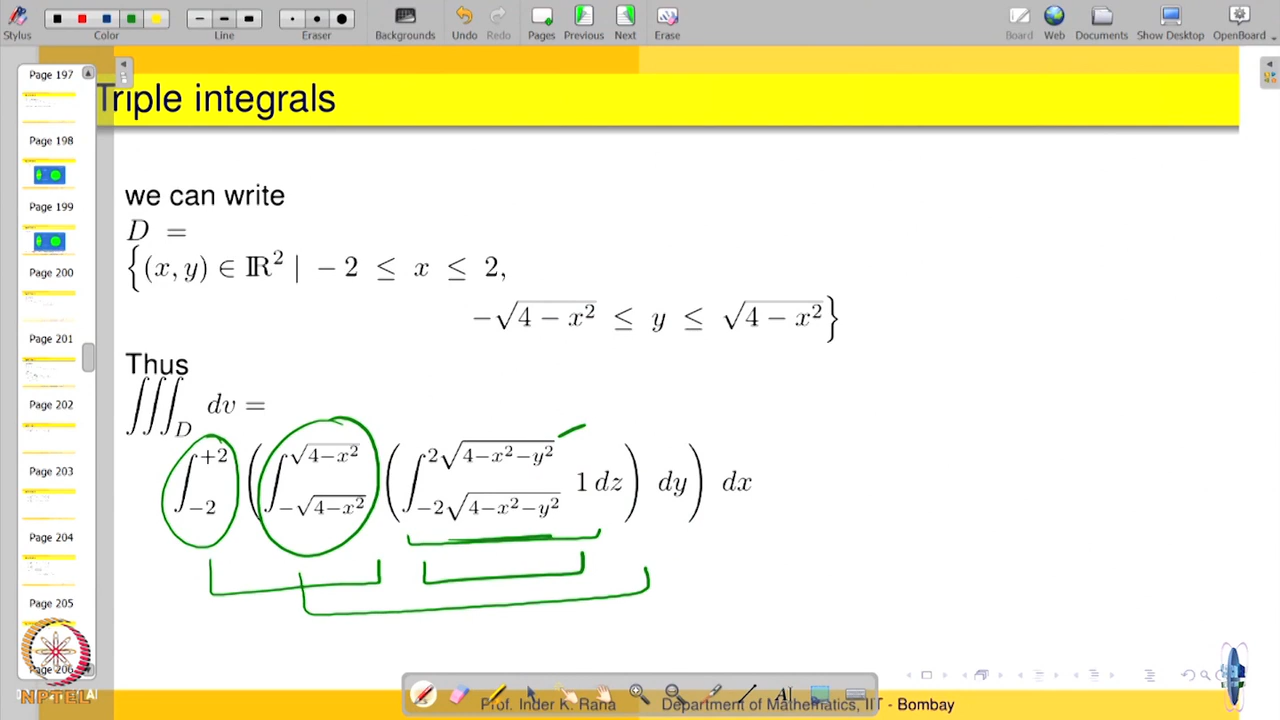 Stylus Color Line Eraser Backgrounds Undo Redo Pages Previous Next Erase Board Web Documents Show Desktop OpenBoard
Page 197
Page 198
Page 199
Page 200
Page 201
Page 202
Page 203
Page 204
Page 205
Page 206
Triple integrals
we can write
D =
{(x, y) ∈ ℝ² | − 2 ≤ x ≤ 2,
−√(4 − x²) ≤ y ≤ √(4 − x²)}
Thus
∭_D dv =
∫_{−2}^{+2} (∫_{−√(4−x²)}^{√(4−x²)} (∫_{−2√(4−x²−y²)}^{2√(4−x²−y²)} 1 dz) dy) dx
NPTEL
Prof. Inder K. Rana Department of Mathematics, IIT - Bombay